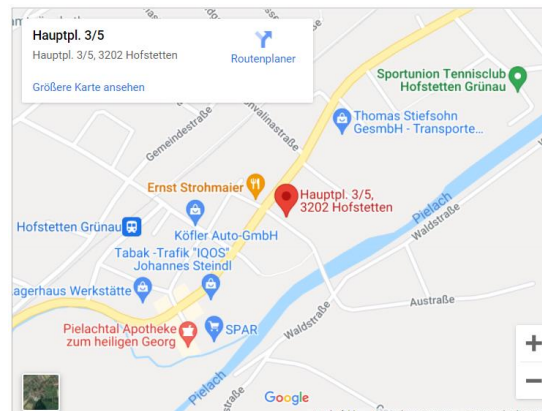 Hauptpl. 3/5
Hauptpl. 3/5, 3202 Hofstetten
Routenplaner
Größere Karte ansehen
Sportunion Tennisclub
Hofstetten Grünau
Thomas Stiefsohn
GesmbH - Transporte...
Gemeindestraße
Ernst Strohmaier
Hauptpl. 3/5,
3202 Hofstetten
Pielach
Waldstraße
Hofstetten Grünau
Köfler Auto-GmbH
Tabak -Trafik "IQOS"
Johannes Steindl
agerhaus Werkstätte
Austraße
Waldstraße
Pielachtal Apotheke
zum heiligen Georg
SPAR
Pielach
straße
Google
+
−